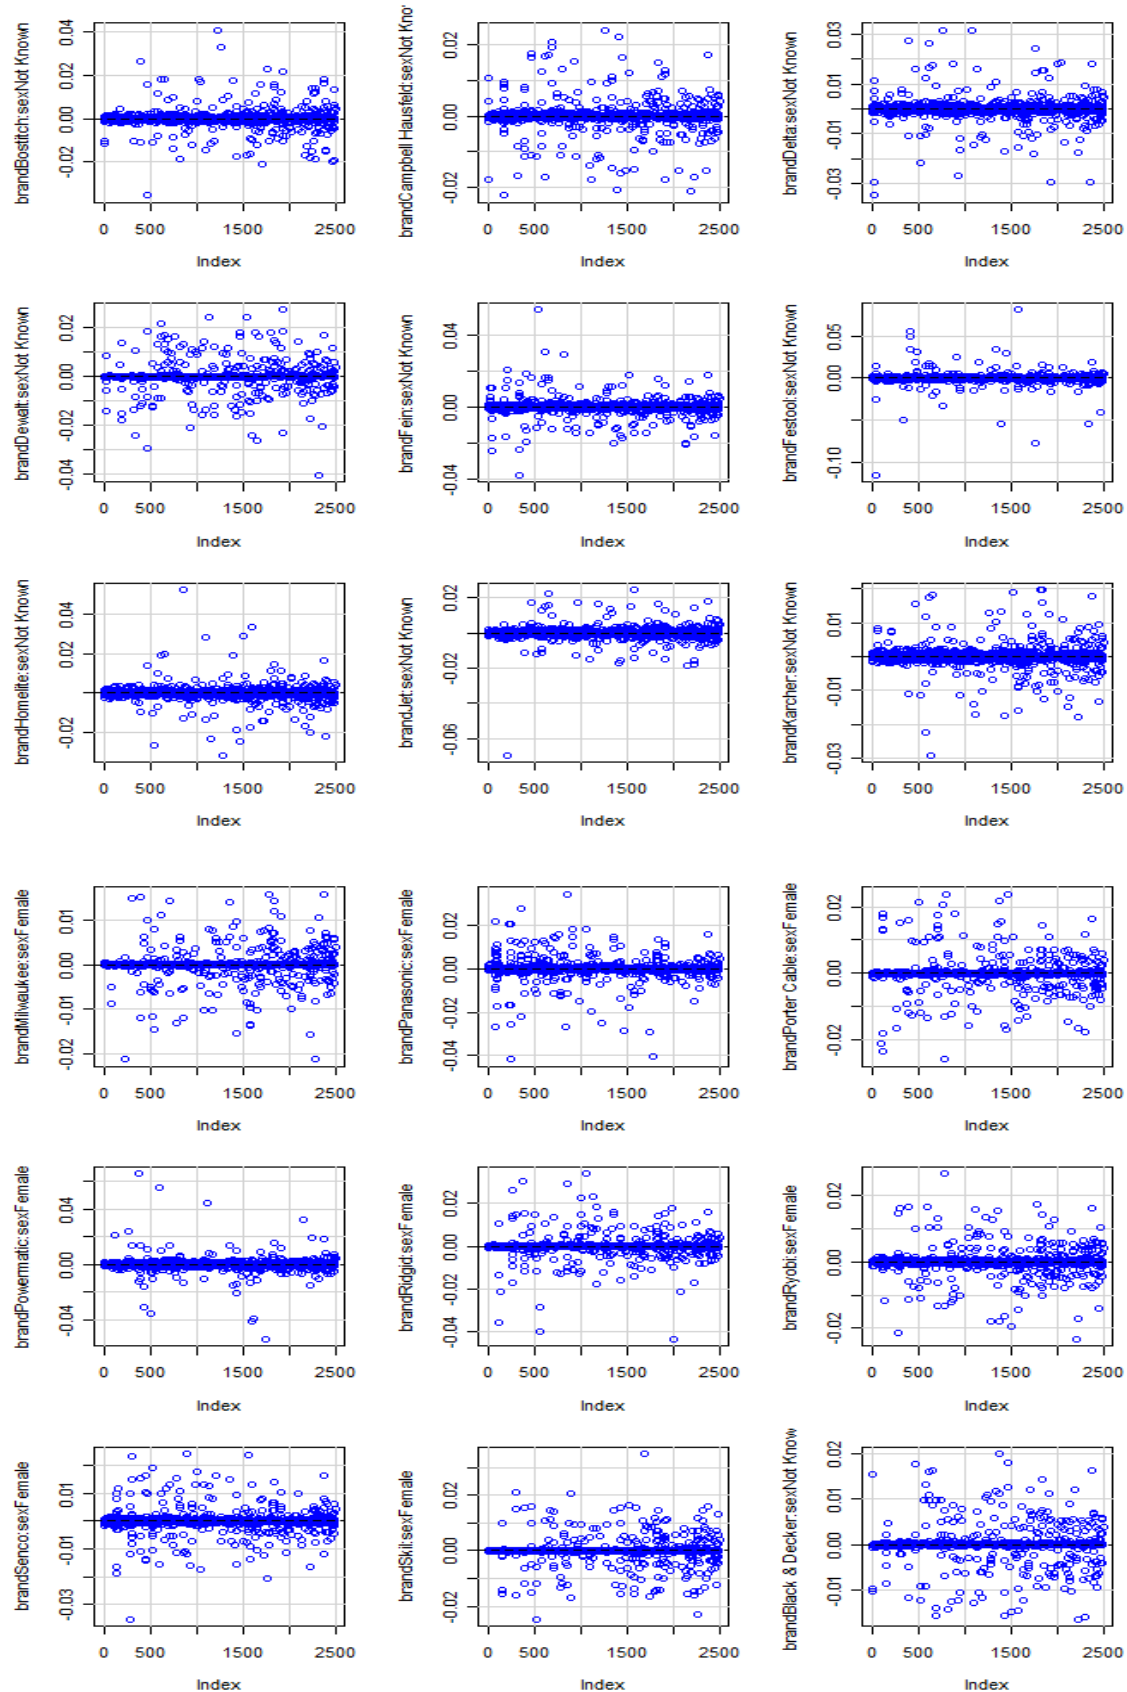 brandBostitch:sexNot Known
0.04
0.02
0.00
-0.02
0 500 1500 2500
Index
brandCampbell Hausfeld:sexNot Kno
0.02
0.00
-0.02
0 500 1500 2500
Index
brandDelta:sexNot Known
0.03
0.01
-0.01
-0.03
0 500 1500 2500
Index
brandDewalt:sexNot Known
0.02
0.00
-0.02
-0.04
0 500 1500 2500
Index
brandFein:sexNot Known
0.04
0.00
-0.04
0 500 1500 2500
Index
brandFestool:sexNot Known
0.05
0.00
-0.10
0 500 1500 2500
Index
brandHomelite:sexNot Known
0.04
0.02
0.00
-0.02
0 500 1500 2500
Index
brandJet:sexNot Known
0.02
-0.02
-0.06
0 500 1500 2500
Index
brandKarcher:sexNot Known
0.01
-0.01
-0.03
0 500 1500 2500
Index
brandMilwaukee:sexFemale
0.01
0.00
-0.01
-0.02
0 500 1500 2500
Index
brandPanasonic:sexFemale
0.02
0.00
-0.02
-0.04
0 500 1500 2500
Index
brandPorter Cable:sexFemale
0.02
0.00
-0.02
0 500 1500 2500
Index
brandPowermatic:sexFemale
0.04
0.00
-0.04
0 500 1500 2500
Index
brandRidgid:sexFemale
0.02
0.00
-0.02
-0.04
0 500 1500 2500
Index
brandRyobi:sexFemale
0.02
0.00
-0.02
0 500 1500 2500
Index
brandSenco:sexFemale
0.01
-0.01
-0.03
0 500 1500 2500
Index
brandSkil:sexFemale
0.02
0.00
-0.02
0 500 1500 2500
Index
brandBlack & Decker:sexNot Know
0.02
0.01
0.00
-0.01
0 500 1500 2500
Index